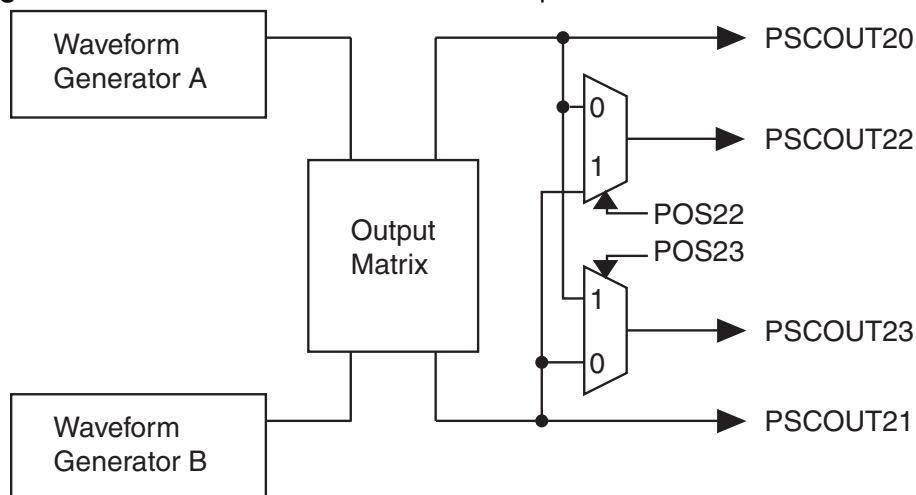 Waveform
Generator A
PSCOUT20
0
PSCOUT22
1
POS22
Output
Matrix
POS23
1
PSCOUT23
0
Waveform
Generator B
PSCOUT21